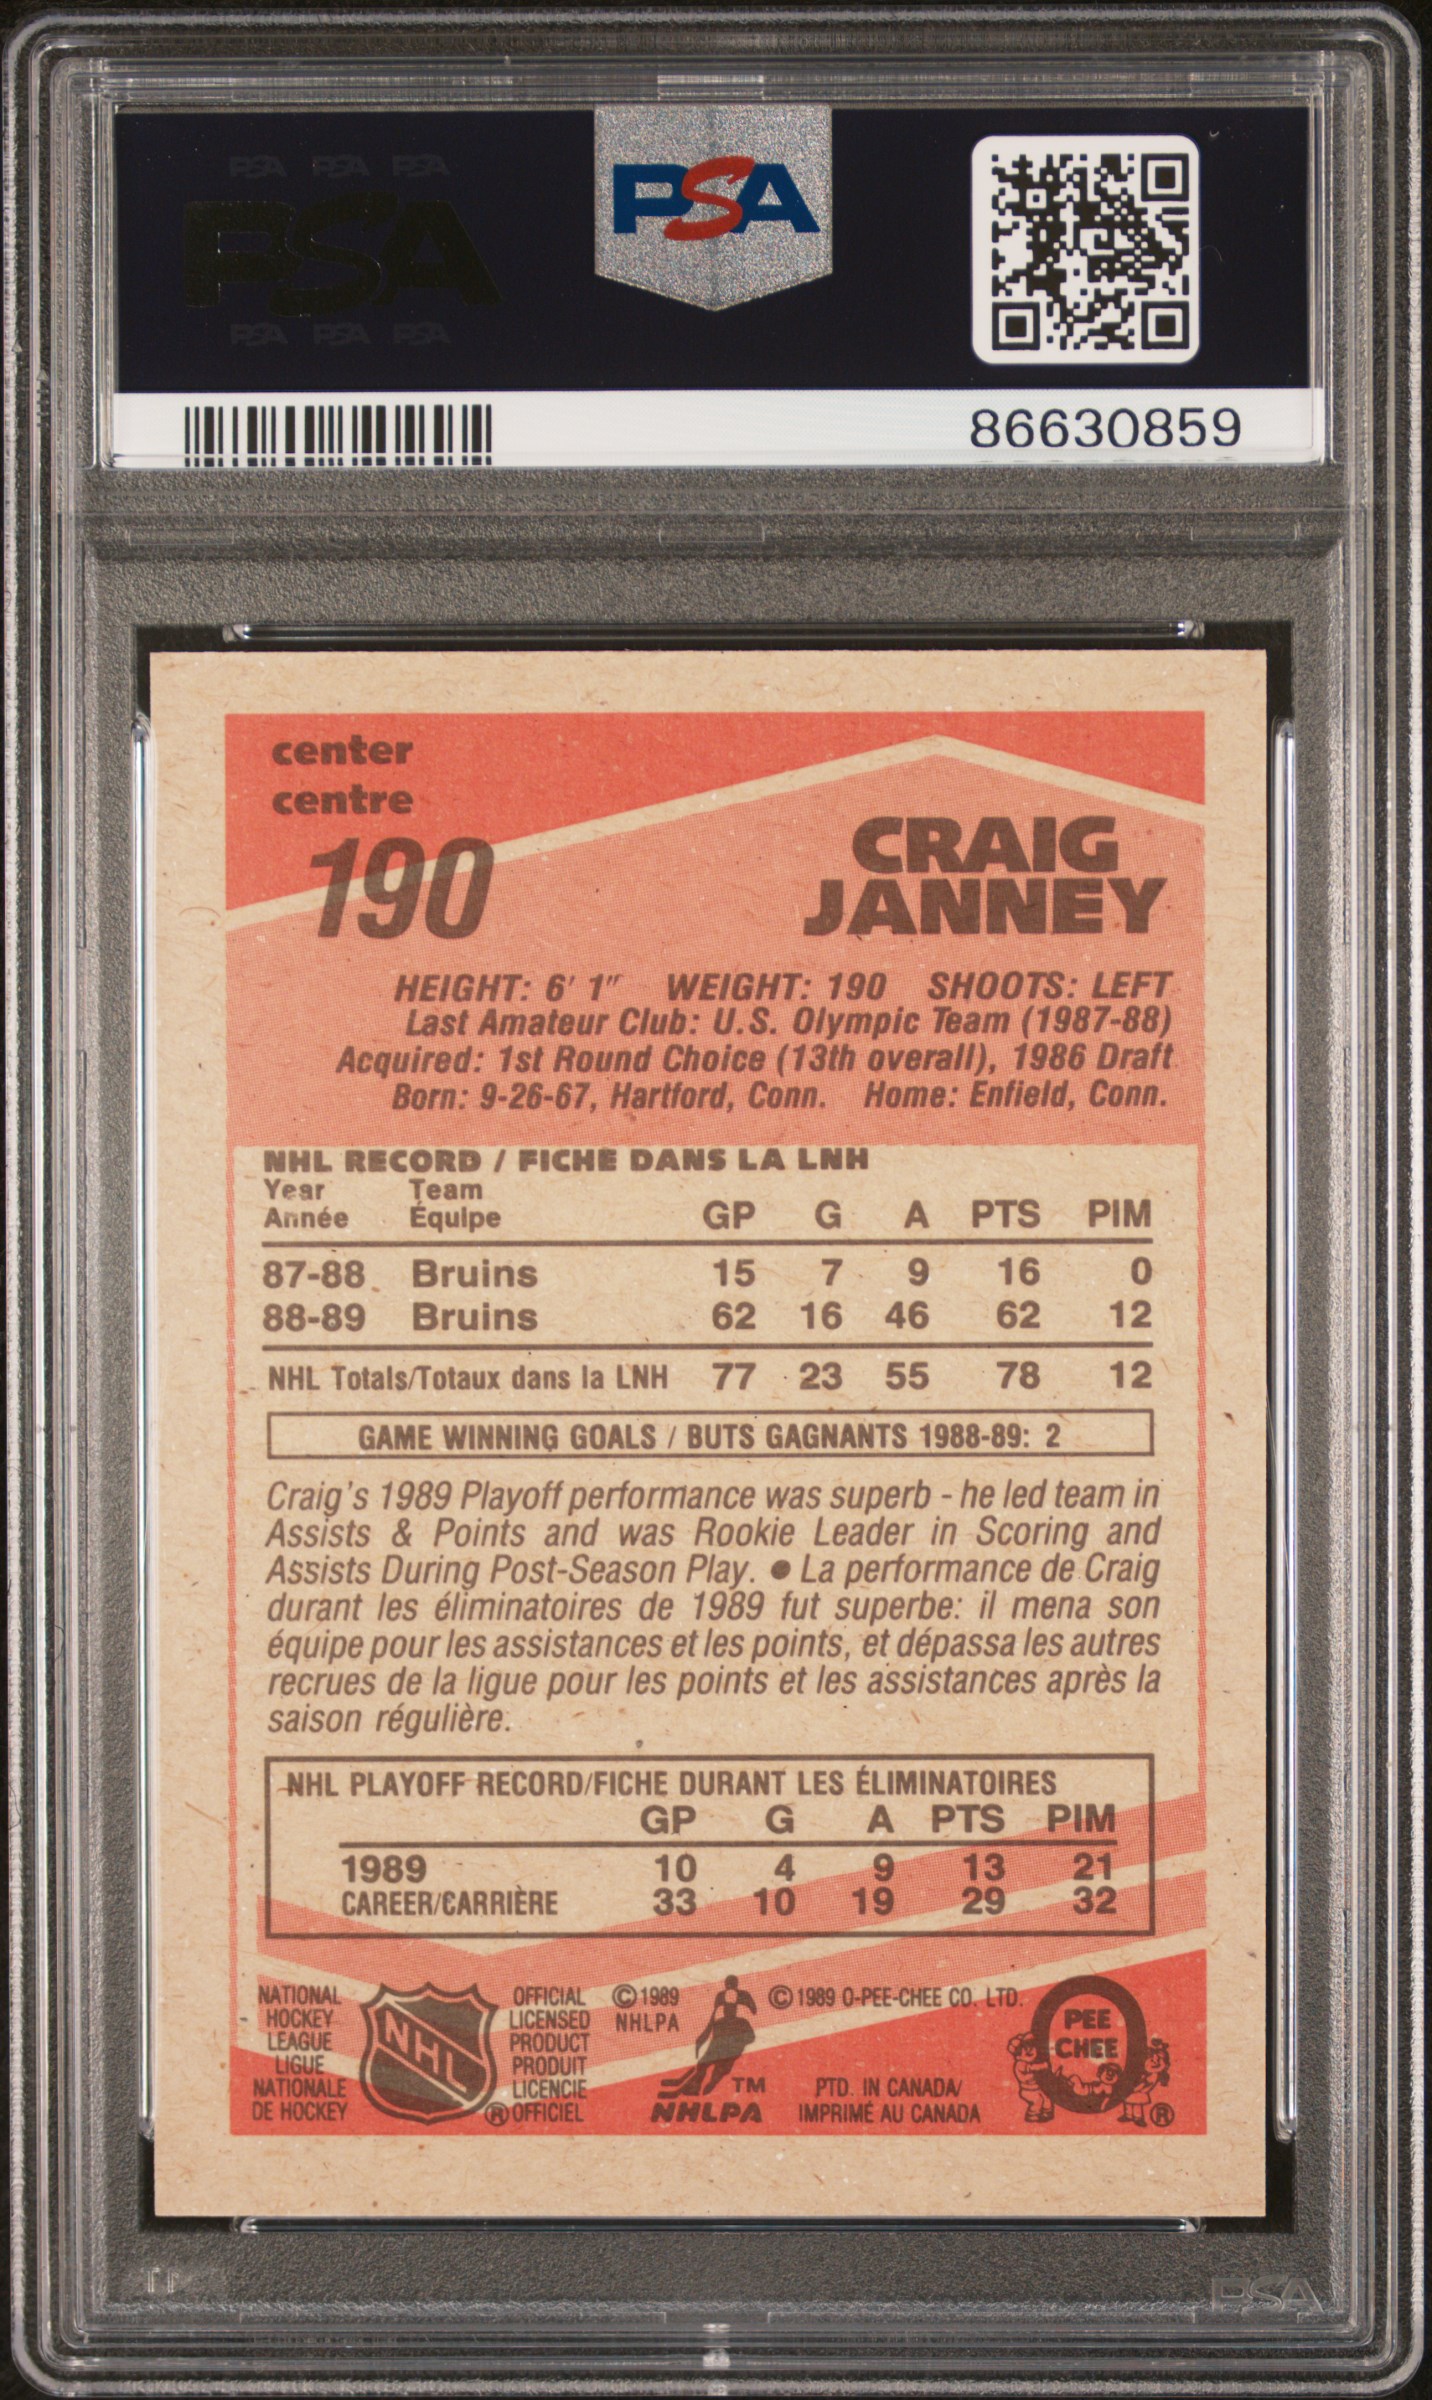 PSA PSA PSA
PSA
PSA PSA PSA
PSA
86630859
center
centre
190
CRAIG
JANNEY
HEIGHT: 6' 1" WEIGHT: 190 SHOOTS: LEFT
Last Amateur Club: U.S. Olympic Team (1987-88)
Acquired: 1st Round Choice (13th overall), 1986 Draft
Born: 9-26-67, Hartford, Conn. Home: Enfield, Conn.
NHL RECORD / FICHE DANS LA LNH
Year Team
Année Équipe GP G A PTS PIM
87-88 Bruins 15 7 9 16 0
88-89 Bruins 62 16 46 62 12
NHL Totals/Totaux dans la LNH 77 23 55 78 12
GAME WINNING GOALS / BUTS GAGNANTS 1988-89: 2
Craig's 1989 Playoff performance was superb - he led team in
Assists & Points and was Rookie Leader in Scoring and
Assists During Post-Season Play. ● La performance de Craig
durant les éliminatoires de 1989 fut superbe: il mena son
équipe pour les assistances et les points, et dépassa les autres
recrues de la ligue pour les points et les assistances après la
saison régulière.
NHL PLAYOFF RECORD/FICHE DURANT LES ÉLIMINATOIRES
GP G A PTS PIM
1989 10 4 9 13 21
CAREER/CARRIÈRE 33 10 19 29 32
NATIONAL
HOCKEY
LEAGUE
LIGUE
NATIONALE
DE HOCKEY
NHL
®
OFFICIAL
LICENSED
PRODUCT
PRODUIT
LICENCIE
OFFICIEL
©1989
NHLPA
TM
NHLPA
©1989 O-PEE-CHEE CO. LTD.
PTD. IN CANADA/
IMPRIMÉ AU CANADA
O
PEE
CHEE
®
PSA